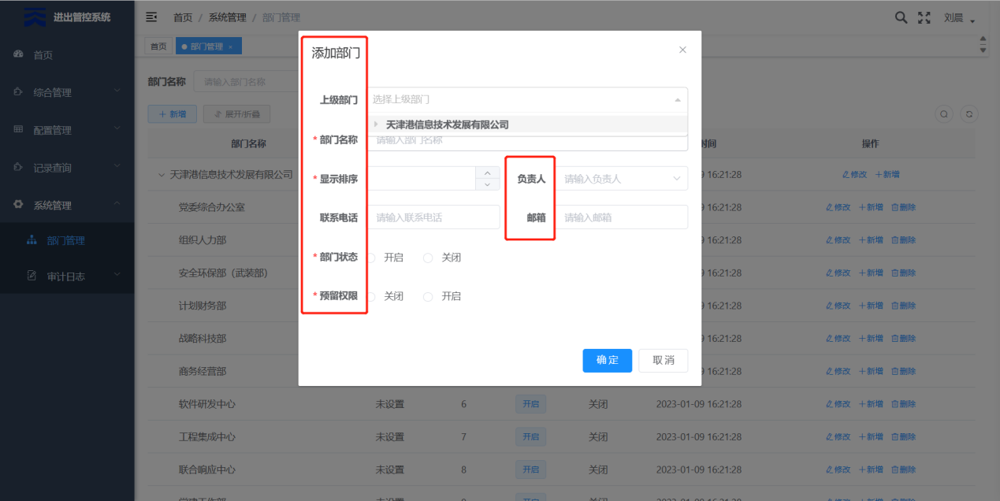 进出管控系统
首页 / 系统管理 / 部门管理
刘晨
首页
部门管理 ×
首页
综合管理
配置管理
记录查询
系统管理
部门管理
审计日志
部门名称 请输入部门名称
+ 新增 展开/折叠
添加部门
上级部门 选择上级部门
天津港信息技术发展有限公司
* 部门名称 请输入部门名称
* 显示排序
负责人 请输入负责人
联系电话 请输入联系电话
邮箱 请输入邮箱
* 部门状态 开启 关闭
* 预留权限 关闭 开启
确定 取消
部门名称 时间 操作
天津港信息技术发展有限公司 16:21:28 修改 +新增
党委综合办公室 16:21:28 修改 +新增 删除
组织人力部 16:21:28 修改 +新增 删除
安全环保部（武装部） 16:21:28 修改 +新增 删除
计划财务部 16:21:28 修改 +新增 删除
战略科技部 16:21:28 修改 +新增 删除
商务经营部 16:21:28 修改 +新增 删除
软件研发中心 未设置 6 开启 关闭 2023-01-09 16:21:28 修改 +新增 删除
工程集成中心 未设置 7 开启 关闭 2023-01-09 16:21:28 修改 +新增 删除
联合响应中心 未设置 8 开启 关闭 2023-01-09 16:21:28 修改 +新增 删除